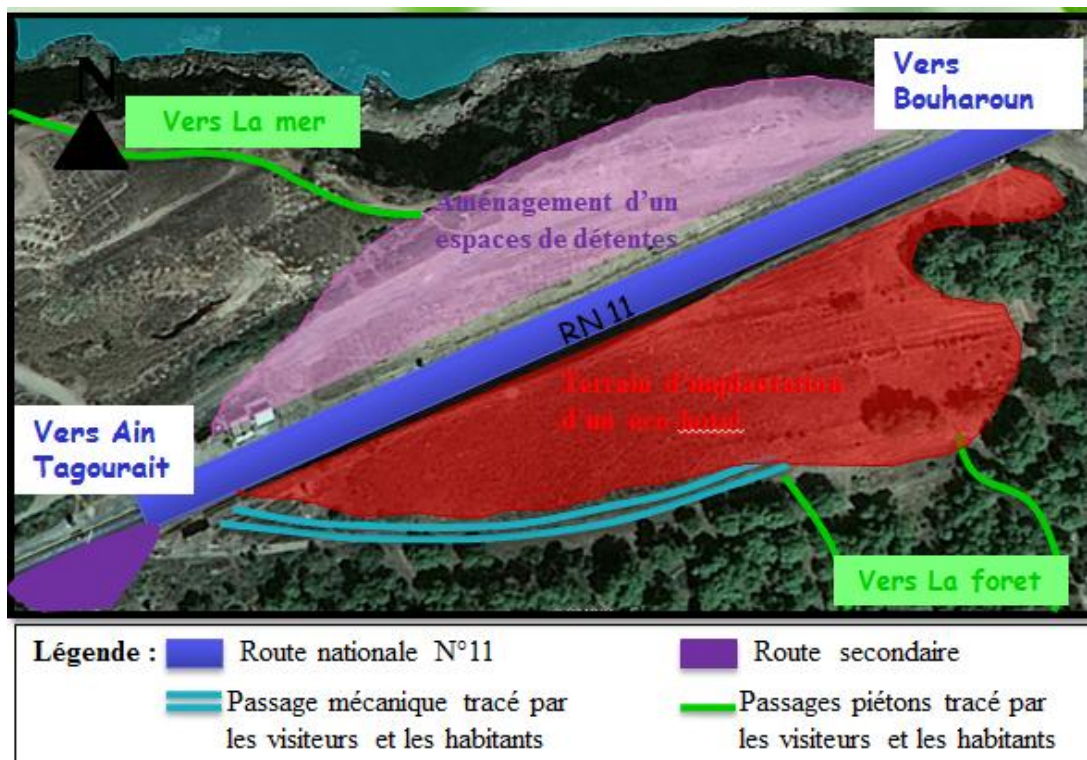 N
Vers
Bouharoun
Vers La mer
Aménagement d'un
espaces de détentes
RN 11
Terrain d'implantation
d'un eco hotel
Vers Ain
Tagourait
Vers La foret
Légende :
Route nationale N°11
Route secondaire
Passage mécanique tracé par
les visiteurs et les habitants
Passages piétons tracé par
les visiteurs et les habitants